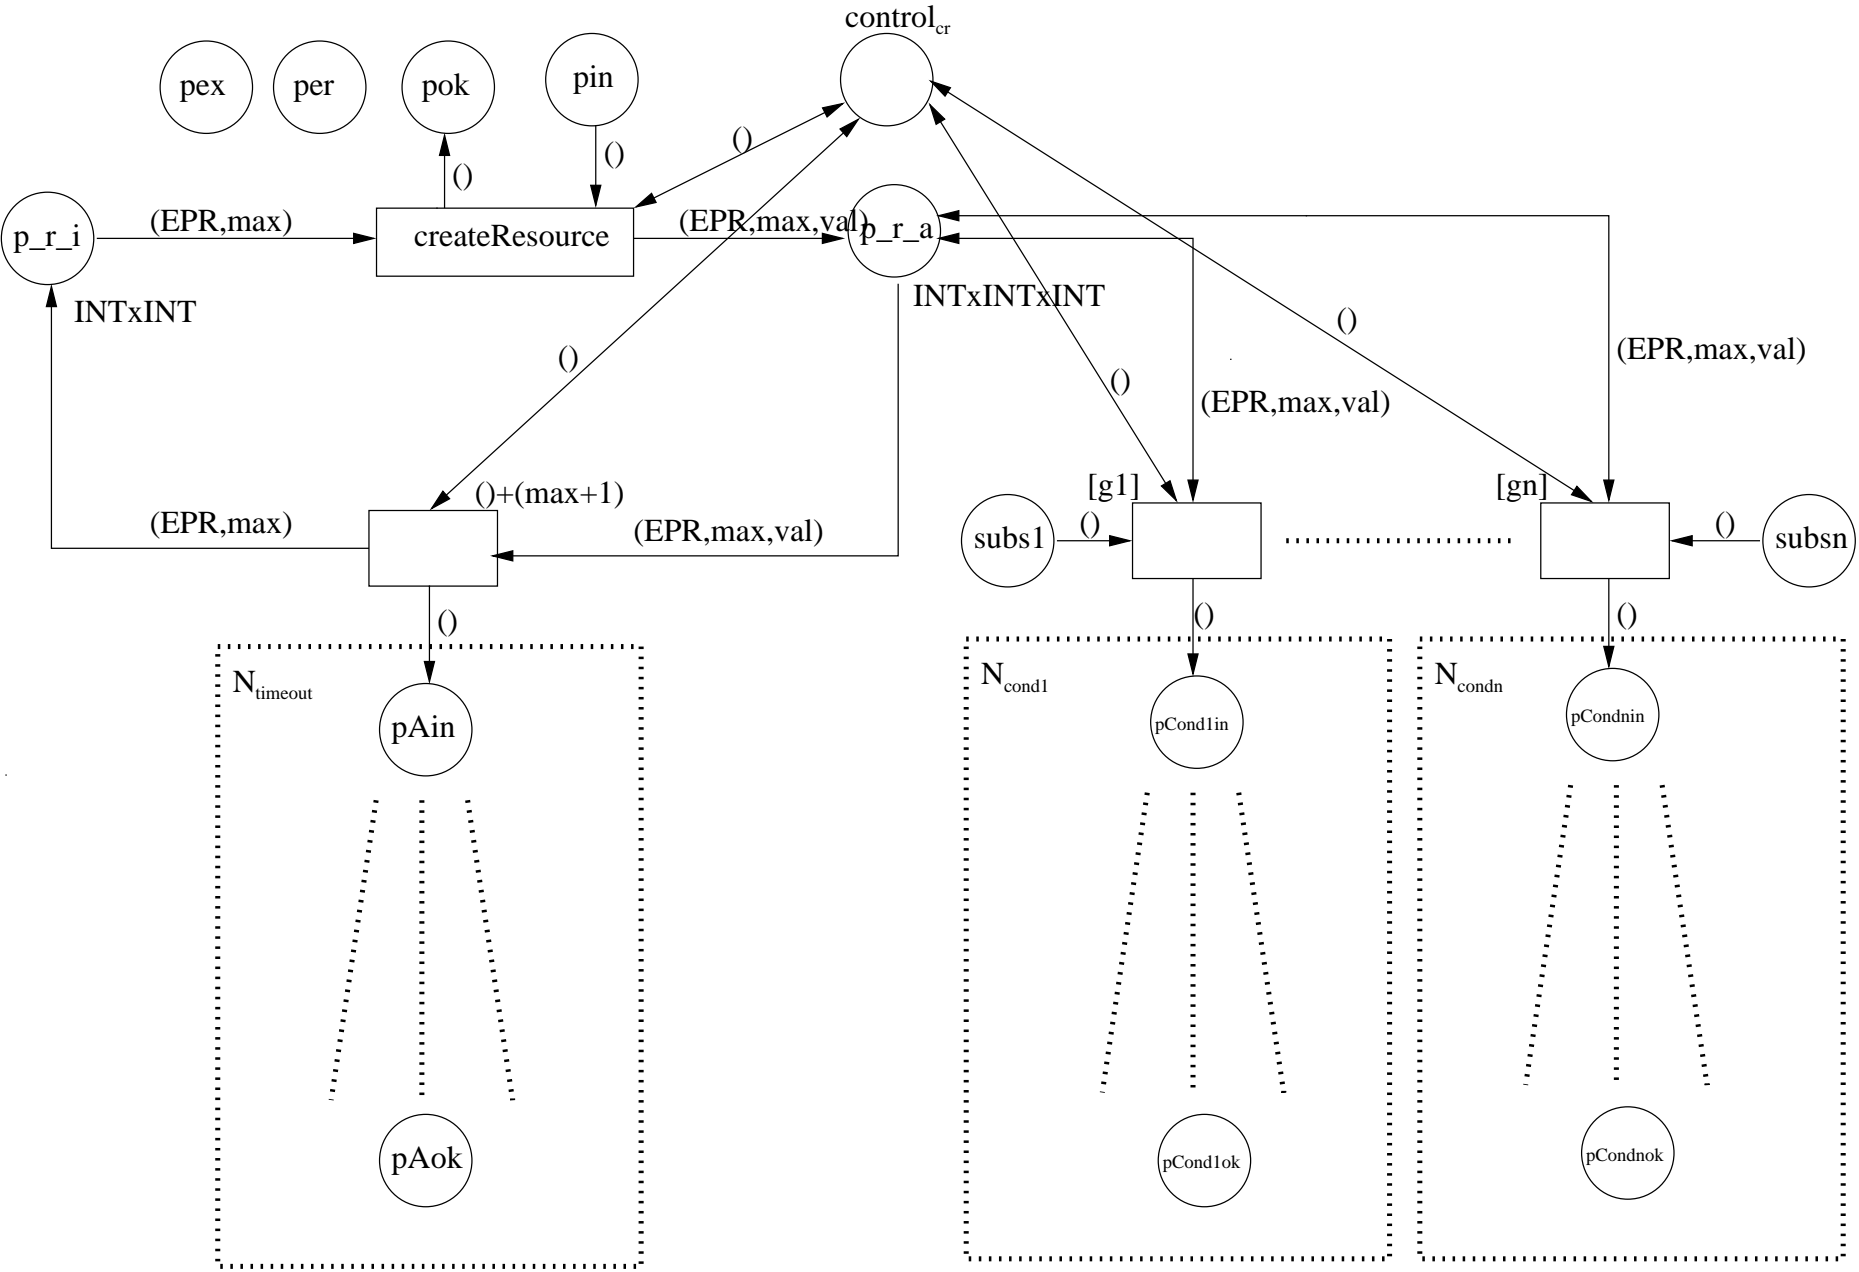 control_cr
pex
per
pok
pin
()
()
()
p_r_i
(EPR,max)
createResource
(EPR,max,val)
p_r_a
INTxINT
INTxINTxINT
()
()
(EPR,max,val)
()
(EPR,max,val)
()+(max+1)
[g1]
[gn]
(EPR,max)
(EPR,max,val)
subs1
()
()
subsn
()
()
()
N_timeout
N_cond1
N_condn
pAin
pCond1in
pCondnin
pAok
pCond1ok
pCondnok